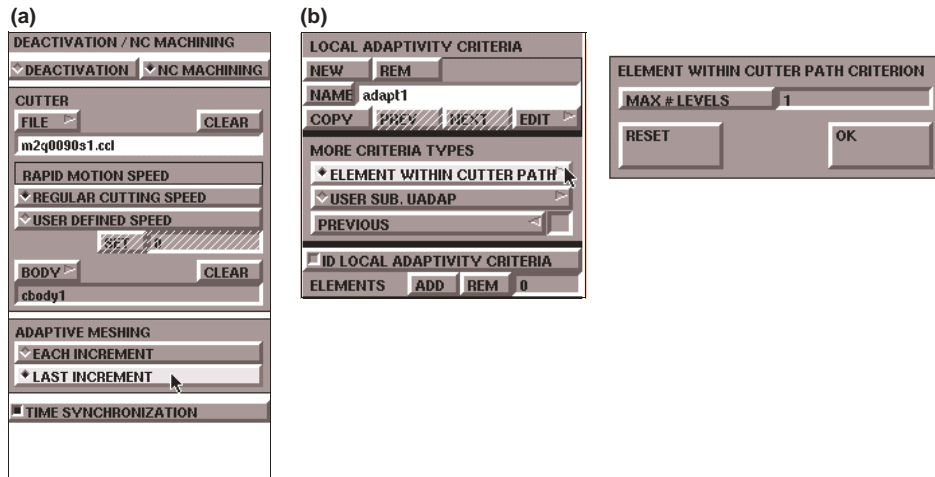 (a)
DEACTIVATION / NC MACHINING
DEACTIVATION NC MACHINING
CUTTER
FILE CLEAR
m2q0090s1.ccl
RAPID MOTION SPEED
REGULAR CUTTING SPEED
USER DEFINED SPEED
SET 0
BODY CLEAR
cbody1
ADAPTIVE MESHING
EACH INCREMENT
LAST INCREMENT
TIME SYNCHRONIZATION
(b)
LOCAL ADAPTIVITY CRITERIA
NEW REM
NAME adapt1
COPY PREV NEXT EDIT
MORE CRITERIA TYPES
ELEMENT WITHIN CUTTER PATH
USER SUB. UADAP
PREVIOUS
ID LOCAL ADAPTIVITY CRITERIA
ELEMENTS ADD REM 0
ELEMENT WITHIN CUTTER PATH CRITERION
MAX # LEVELS 1
RESET OK